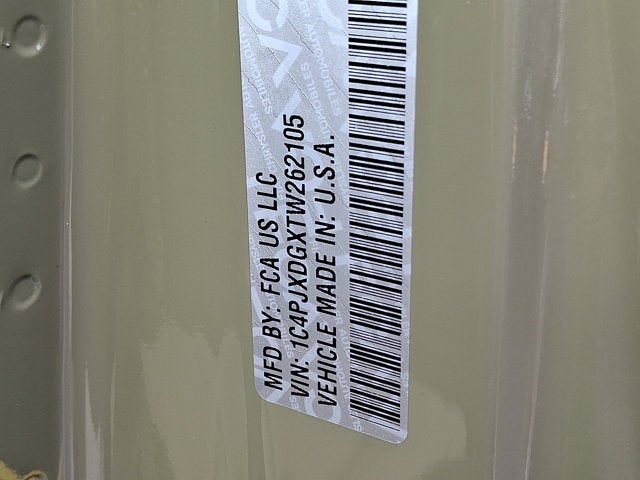 MFD BY: FCA US LLC
VIN: 1C4PJXDGXTW262105
VEHICLE MADE IN: U.S.A.